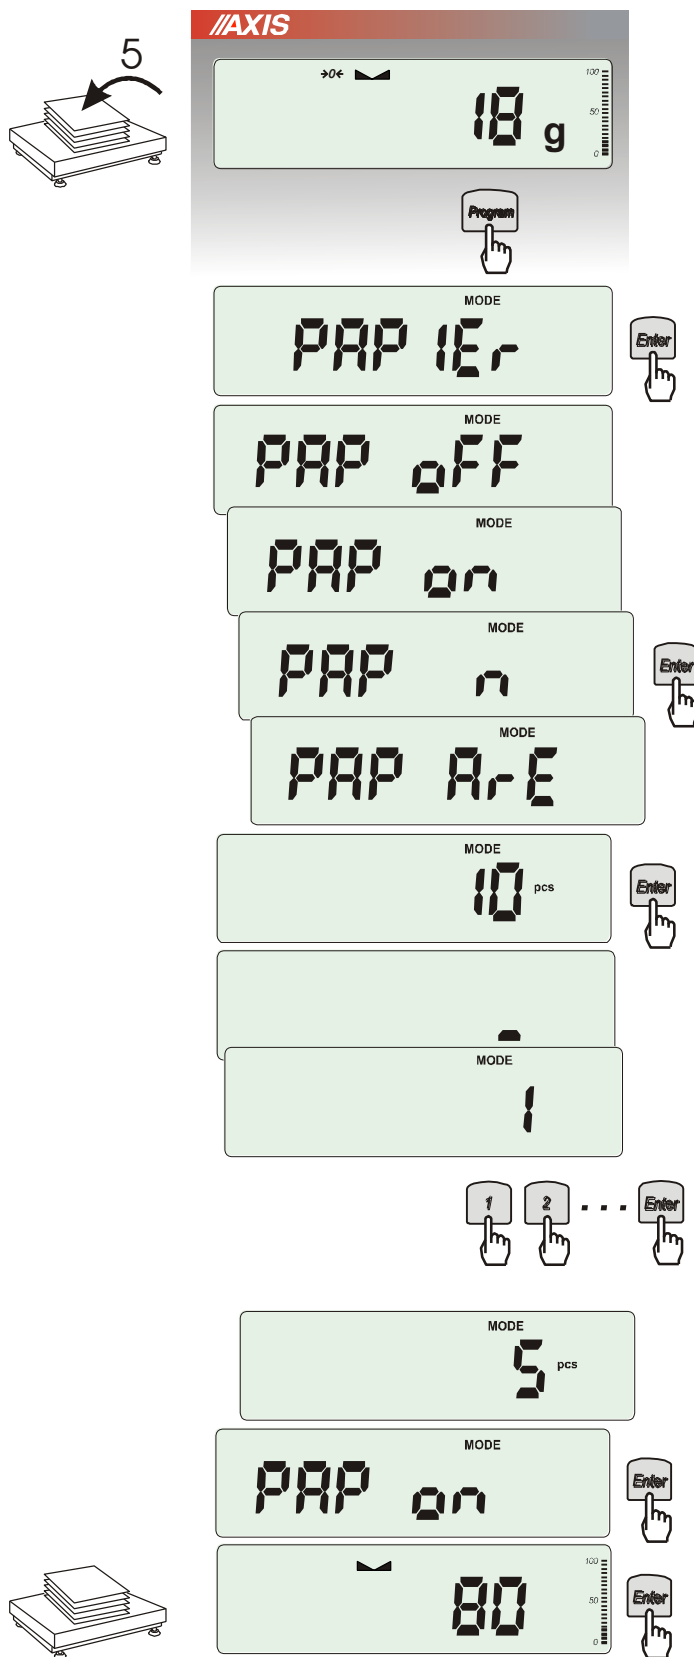 //AXIS
5
→0←
100
50
0
18 g
Program
MODE
PAPIEr
Enter
MODE
PAP oFF
MODE
PAP on
MODE
PAP n
Enter
MODE
PAP ArE
MODE
10 pcs
Enter
-
MODE
1
1 2 . . . Enter
MODE
5 pcs
MODE
PAP on
Enter
100
50
0
80
Enter